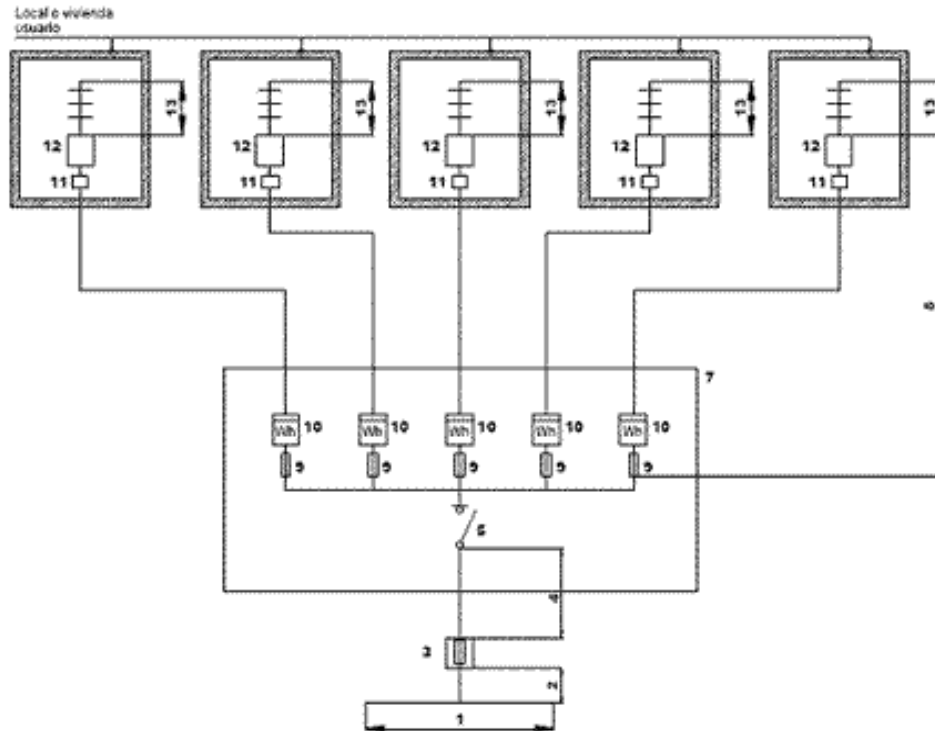 Local o vivienda
usuario
13 13 13 13 13
12 12 12 12 12
11 11 11 11 11
7
10 10 10 10 10
Wh Wh Wh Wh Wh
9 9 9 9 9
5
4
3
2
1